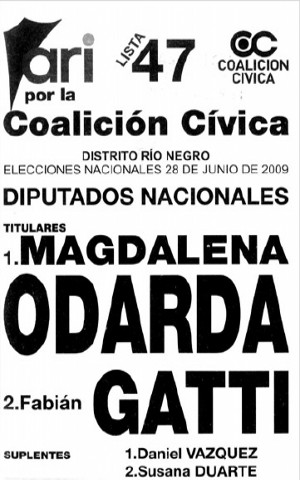 ari
LISTA 47
CC
COALICION
CÍVICA
por la
Coalición Cívica
DISTRITO RÍO NEGRO
ELECCIONES NACIONALES 28 DE JUNIO DE 2009
DIPUTADOS NACIONALES
TITULARES
1.MAGDALENA
ODARDA
2.Fabián GATTI
SUPLENTES 1.Daniel VAZQUEZ
2.Susana DUARTE